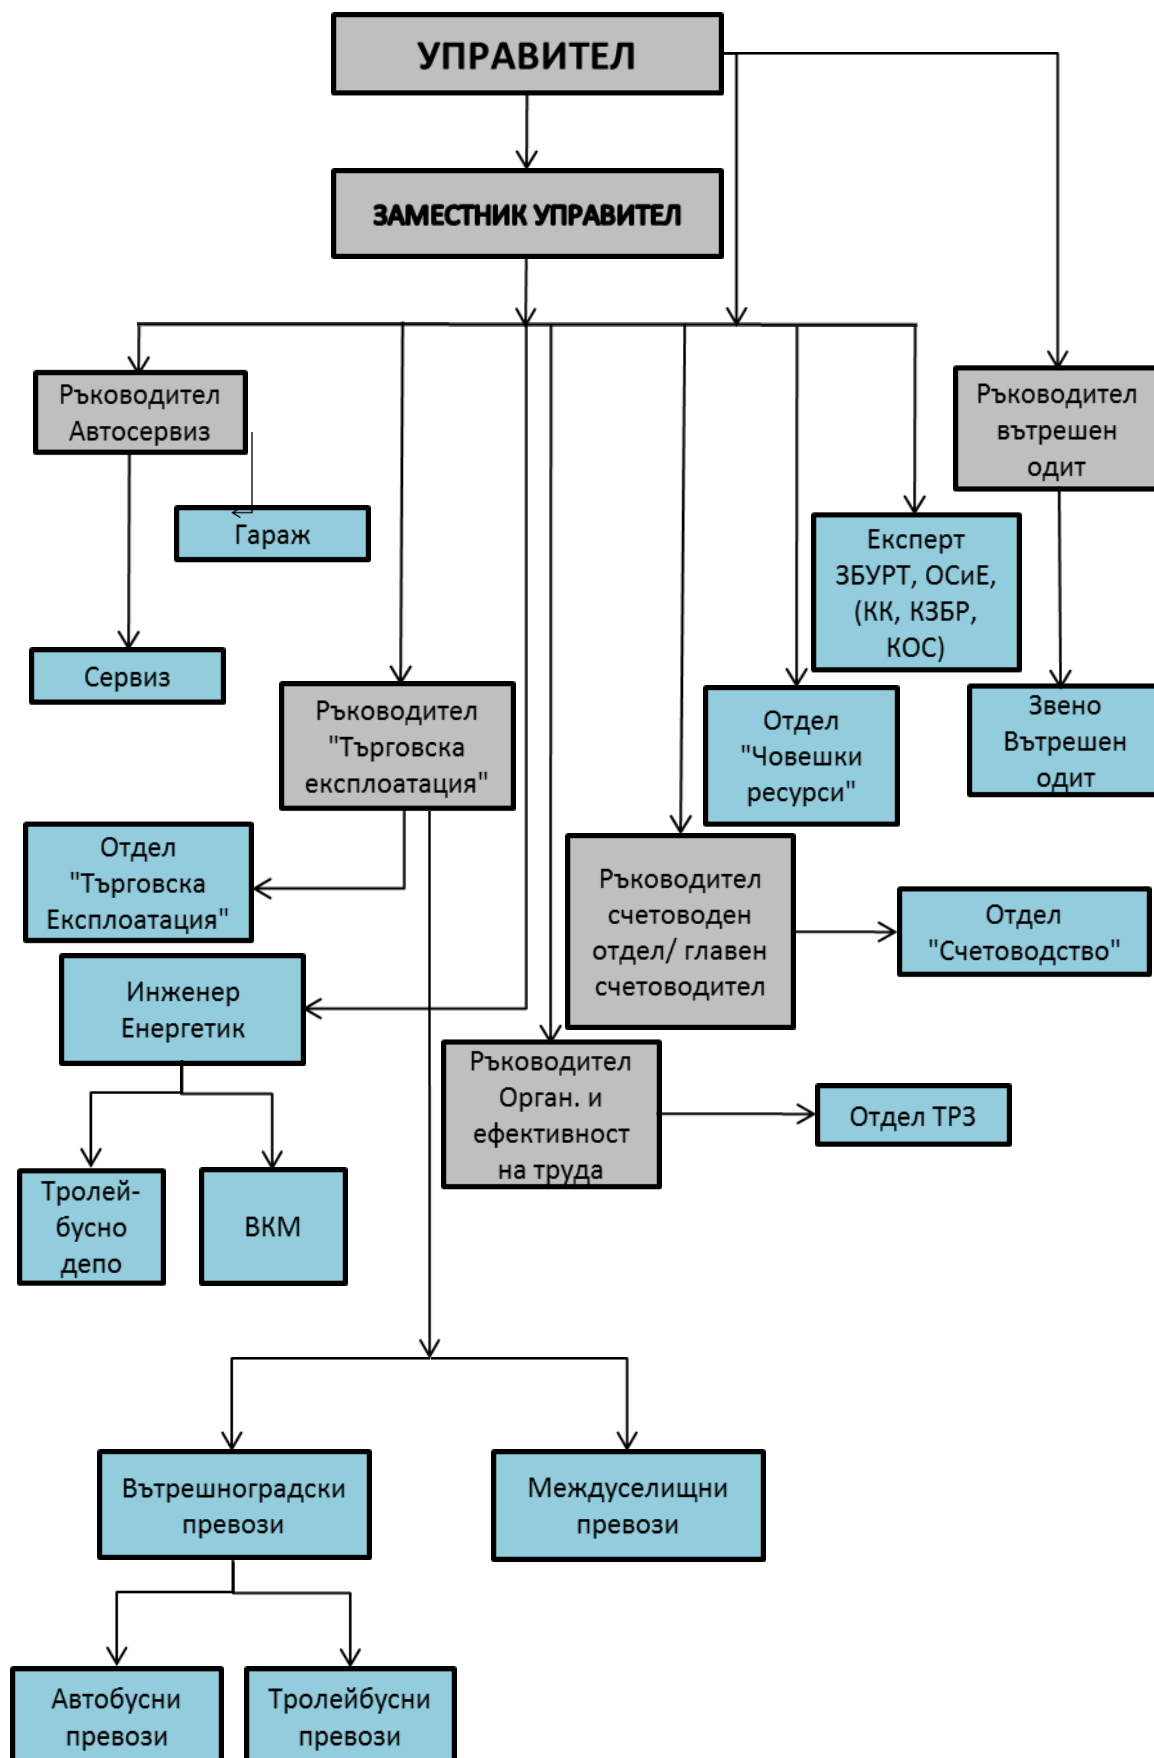 УПРАВИТЕЛ
ЗАМЕСТНИК УПРАВИТЕЛ
Ръководител
Автосервиз
Ръководител
вътрешен
одит
Гараж
Експерт
ЗБУРТ, ОСиЕ,
(КК, КЗБР,
КОС)
Сервиз
Ръководител
"Търговска
експлоатация"
Отдел
"Човешки
ресурси"
Звено
Вътрешен
одит
Отдел
"Търговска
Експлоатация"
Ръководител
счетоводен
отдел/ главен
счетоводител
Отдел
"Счетоводство"
Инженер
Енергетик
Ръководител
Орган. и
ефективност
на труда
Отдел ТРЗ
Тролей-
бусно
депо
ВКМ
Вътрешноградски
превози
Междуселищни
превози
Автобусни
превози
Тролейбусни
превози